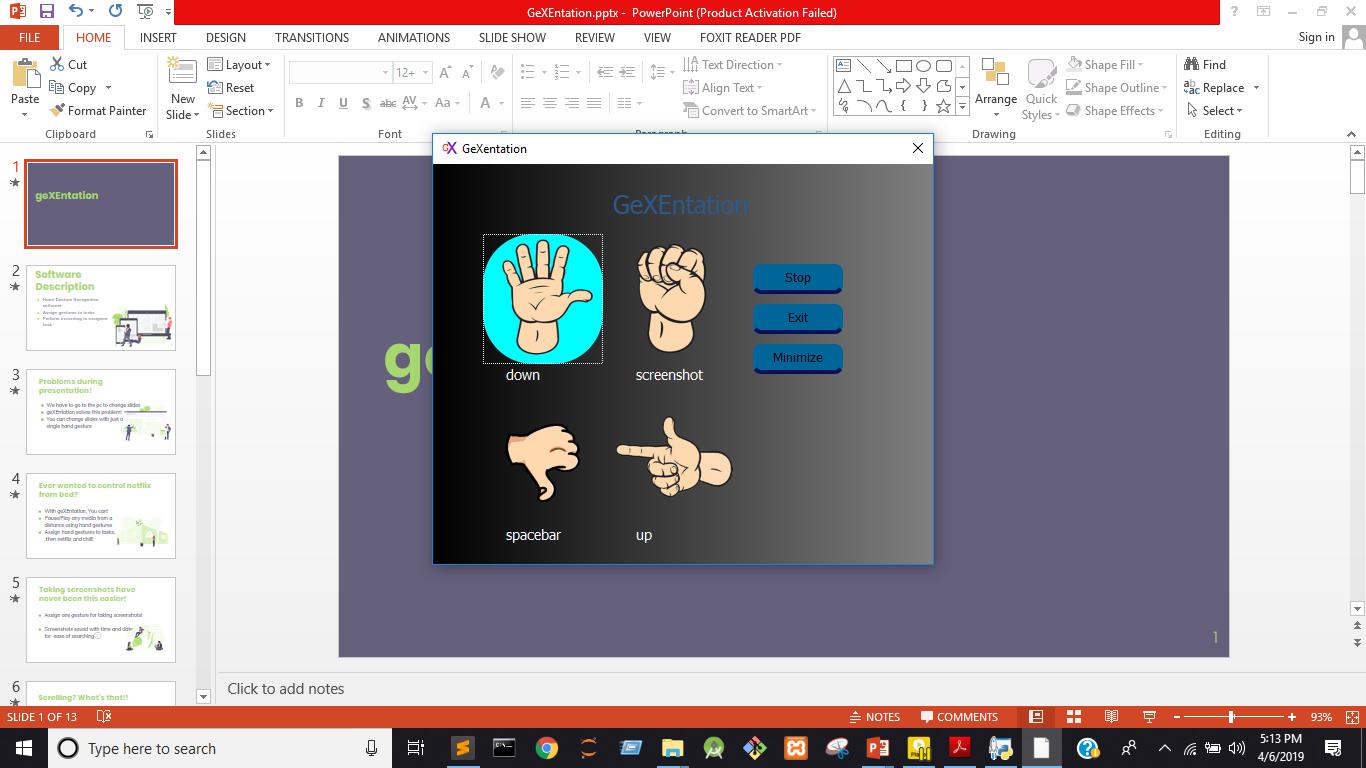 GeXEntation.pptx - PowerPoint (Product Activation Failed)
FILE HOME INSERT DESIGN TRANSITIONS ANIMATIONS SLIDE SHOW REVIEW VIEW FOXIT READER PDF Sign in
Cut
Copy
Format Painter
Paste
Clipboard
New
Slide
Layout
Reset
Section
Slides
12+
B I U S abc AV Aa A
Font
Text Direction
Align Text
Convert to SmartArt
Paragraph
Arrange
Quick
Styles
Shape Fill
Shape Outline
Shape Effects
Drawing
Find
Replace
Select
Editing
1
geXEntation
2
Software
Description
Hand Gesture Recognition
software
Assign gestures to tasks
Perform according to assigned
task
3
Problems during
presentation!
We have to go to the pc to change slides
geXEntation solves this problem!
You can change slides with just a
single hand gesture
4
Ever wanted to control netflix
from bed?
With geXEntation, You can!
Pause/Play any media from a
distance using hand gestures
Assign hand gestures to tasks,
then netflix and chill!
5
Taking screenshots have
never been this easier!
Assign one gesture for taking screenshots!
Screenshots saved with time and date
for ease of searching
6
Scrolling? What's that!!
ge
1
GeXentation
GeXEntation
down
screenshot
spacebar
up
Stop
Exit
Minimize
Click to add notes
SLIDE 1 OF 13 NOTES COMMENTS 93%
Type here to search
5:13 PM
4/6/2019